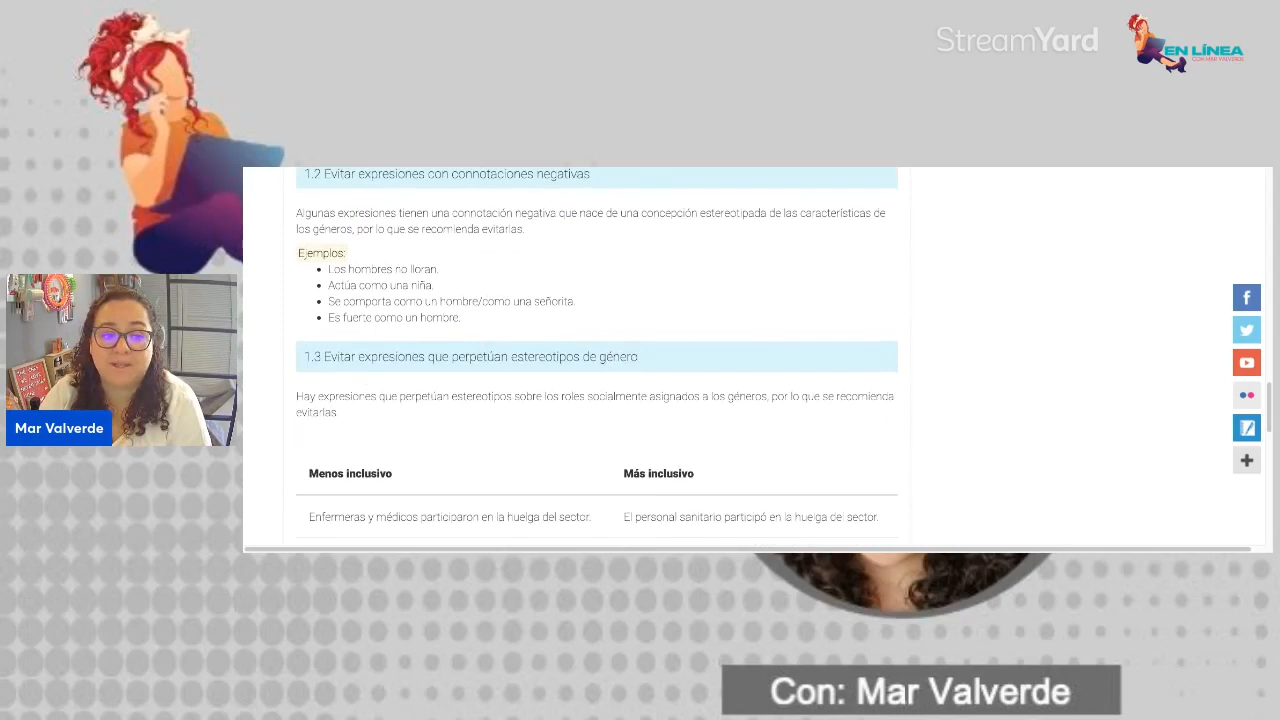 StreamYard
EN LÍNEA
CON MAR VALVERDE
1.2 Evitar expresiones con connotaciones negativas
Algunas expresiones tienen una connotación negativa que nace de una concepción estereotipada de las características de
los géneros, por lo que se recomienda evitarlas.
Ejemplos:
Los hombres no lloran.
Actúa como una niña.
Se comporta como un hombre/como una señorita.
Es fuerte como un hombre.
1.3 Evitar expresiones que perpetúan estereotipos de género
Hay expresiones que perpetúan estereotipos sobre los roles socialmente asignados a los géneros, por lo que se recomienda
evitarlas.
Menos inclusivo Más inclusivo
Enfermeras y médicos participaron en la huelga del sector. El personal sanitario participó en la huelga del sector.
Mar Valverde
Con: Mar Valverde